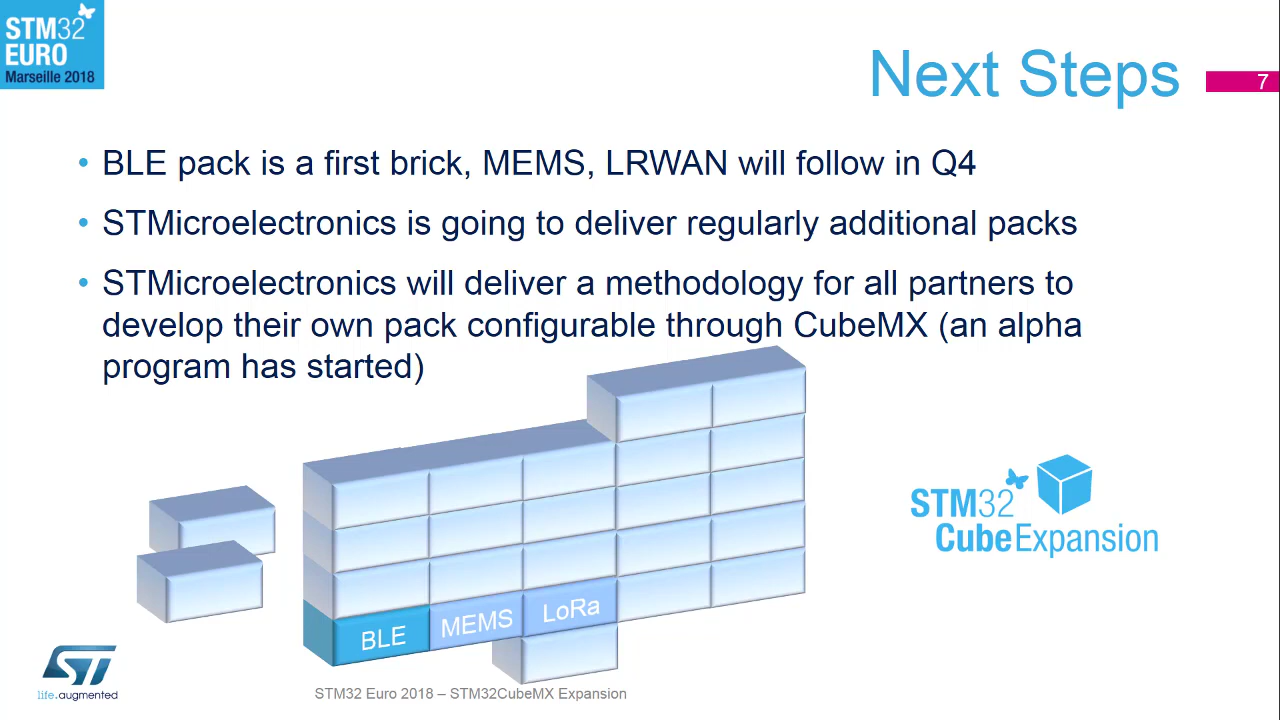 STM32
EURO
Marseille 2018
Next Steps
7
• BLE pack is a first brick, MEMS, LRWAN will follow in Q4
• STMicroelectronics is going to deliver regularly additional packs
• STMicroelectronics will deliver a methodology for all partners to
develop their own pack configurable through CubeMX (an alpha
program has started)
STM32
CubeExpansion
BLE
MEMS
LoRa
ST
life.augmented
STM32 Euro 2018 – STM32CubeMX Expansion